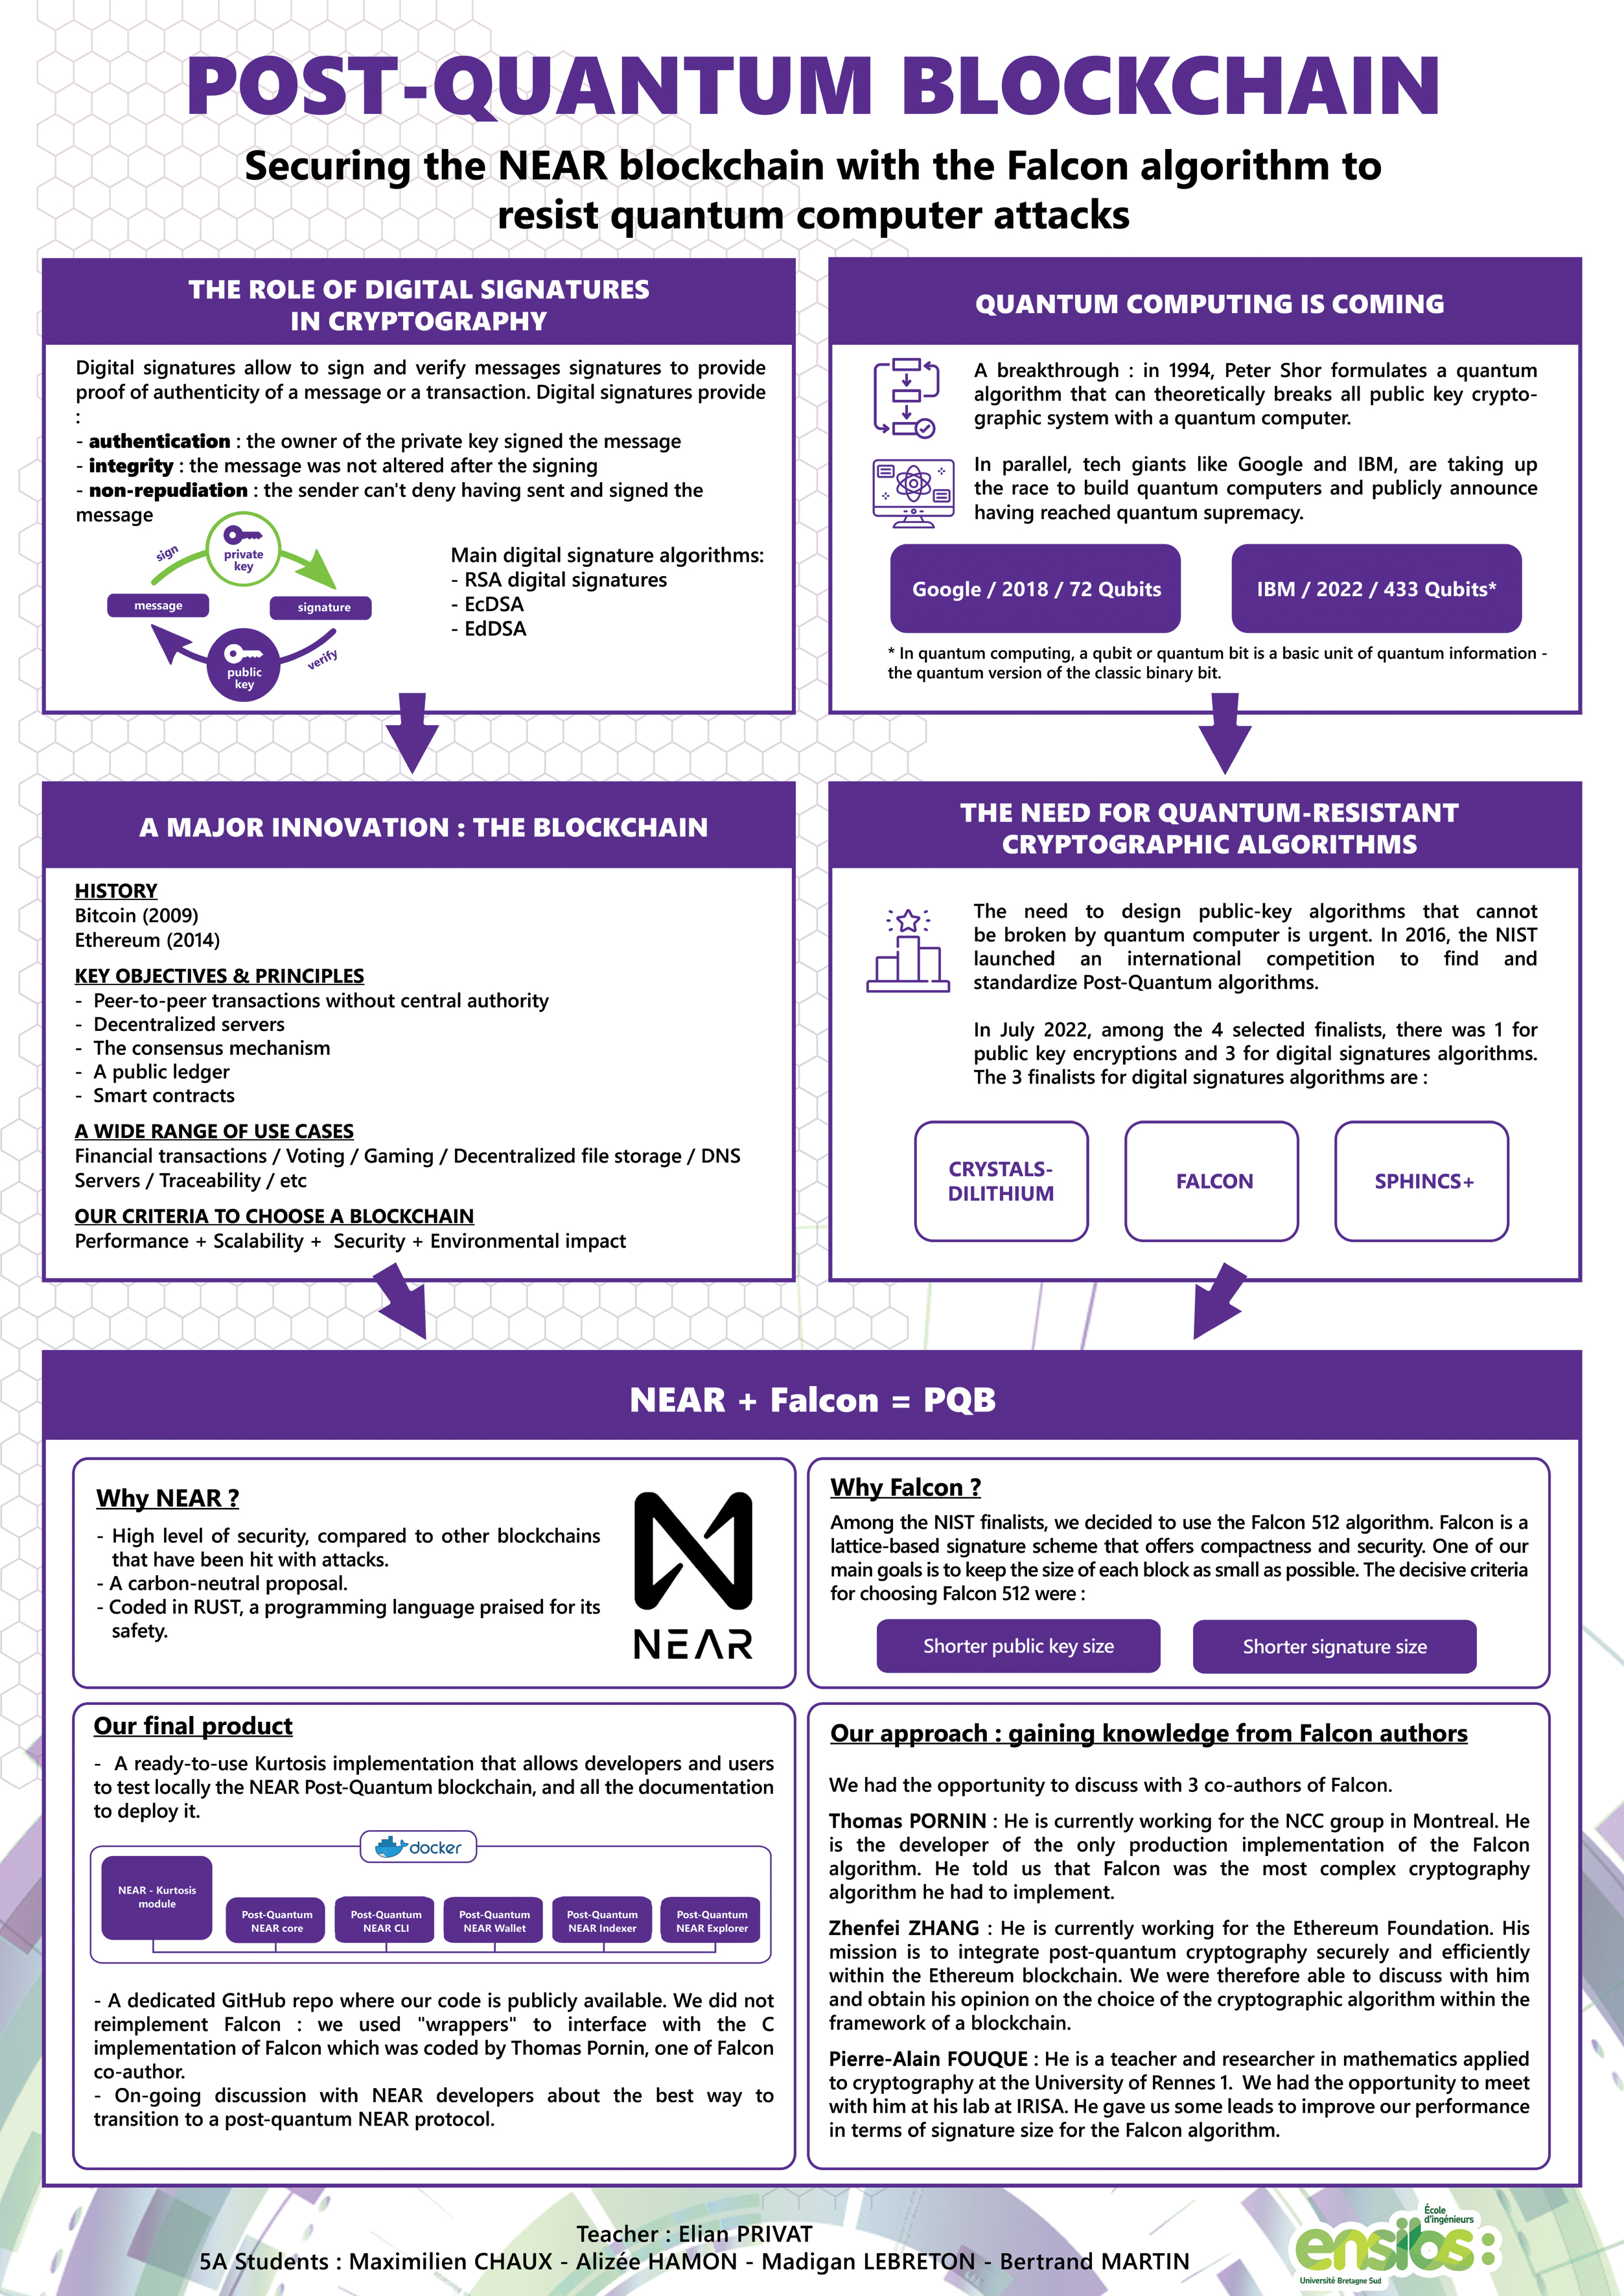 POST-QUANTUM BLOCKCHAIN
Securing the NEAR blockchain with the Falcon algorithm to
resist quantum computer attacks
THE ROLE OF DIGITAL SIGNATURES
IN CRYPTOGRAPHY
Digital signatures allow to sign and verify messages signatures to provide
proof of authenticity of a message or a transaction. Digital signatures provide
:
- authentication : the owner of the private key signed the message
- integrity : the message was not altered after the signing
- non-repudiation : the sender can't deny having sent and signed the
message
sign
private
key
message
signature
public
key
verify
Main digital signature algorithms:
- RSA digital signatures
- EcDSA
- EdDSA
QUANTUM COMPUTING IS COMING
A breakthrough : in 1994, Peter Shor formulates a quantum
algorithm that can theoretically breaks all public key crypto-
graphic system with a quantum computer.
In parallel, tech giants like Google and IBM, are taking up
the race to build quantum computers and publicly announce
having reached quantum supremacy.
Google / 2018 / 72 Qubits
IBM / 2022 / 433 Qubits*
* In quantum computing, a qubit or quantum bit is a basic unit of quantum information -
the quantum version of the classic binary bit.
A MAJOR INNOVATION : THE BLOCKCHAIN
HISTORY
Bitcoin (2009)
Ethereum (2014)
KEY OBJECTIVES & PRINCIPLES
- Peer-to-peer transactions without central authority
- Decentralized servers
- The consensus mechanism
- A public ledger
- Smart contracts
A WIDE RANGE OF USE CASES
Financial transactions / Voting / Gaming / Decentralized file storage / DNS
Servers / Traceability / etc
OUR CRITERIA TO CHOOSE A BLOCKCHAIN
Performance + Scalability + Security + Environmental impact
THE NEED FOR QUANTUM-RESISTANT
CRYPTOGRAPHIC ALGORITHMS
The need to design public-key algorithms that cannot
be broken by quantum computer is urgent. In 2016, the NIST
launched an international competition to find and
standardize Post-Quantum algorithms.
In July 2022, among the 4 selected finalists, there was 1 for
public key encryptions and 3 for digital signatures algorithms.
The 3 finalists for digital signatures algorithms are :
CRYSTALS-
DILITHIUM
FALCON
SPHINCS+
NEAR + Falcon = PQB
Why NEAR ?
- High level of security, compared to other blockchains
that have been hit with attacks.
- A carbon-neutral proposal.
- Coded in RUST, a programming language praised for its
safety.
NEAR
Why Falcon ?
Among the NIST finalists, we decided to use the Falcon 512 algorithm. Falcon is a
lattice-based signature scheme that offers compactness and security. One of our
main goals is to keep the size of each block as small as possible. The decisive criteria
for choosing Falcon 512 were :
Shorter public key size
Shorter signature size
Our final product
- A ready-to-use Kurtosis implementation that allows developers and users
to test locally the NEAR Post-Quantum blockchain, and all the documentation
to deploy it.
docker
NEAR - Kurtosis
module
Post-Quantum
NEAR core
Post-Quantum
NEAR CLI
Post-Quantum
NEAR Wallet
Post-Quantum
NEAR Indexer
Post-Quantum
NEAR Explorer
- A dedicated GitHub repo where our code is publicly available. We did not
reimplement Falcon : we used "wrappers" to interface with the C
implementation of Falcon which was coded by Thomas Pornin, one of Falcon
co-author.
- On-going discussion with NEAR developers about the best way to
transition to a post-quantum NEAR protocol.
Our approach : gaining knowledge from Falcon authors
We had the opportunity to discuss with 3 co-authors of Falcon.
Thomas PORNIN : He is currently working for the NCC group in Montreal. He
is the developer of the only production implementation of the Falcon
algorithm. He told us that Falcon was the most complex cryptography
algorithm he had to implement.
Zhenfei ZHANG : He is currently working for the Ethereum Foundation. His
mission is to integrate post-quantum cryptography securely and efficiently
within the Ethereum blockchain. We were therefore able to discuss with him
and obtain his opinion on the choice of the cryptographic algorithm within the
framework of a blockchain.
Pierre-Alain FOUQUE : He is a teacher and researcher in mathematics applied
to cryptography at the University of Rennes 1. We had the opportunity to meet
with him at his lab at IRISA. He gave us some leads to improve our performance
in terms of signature size for the Falcon algorithm.
Teacher : Elian PRIVAT
5A Students : Maximilien CHAUX - Alizée HAMON - Madigan LEBRETON - Bertrand MARTIN
École
d'ingénieurs
ensibs:
Université Bretagne Sud